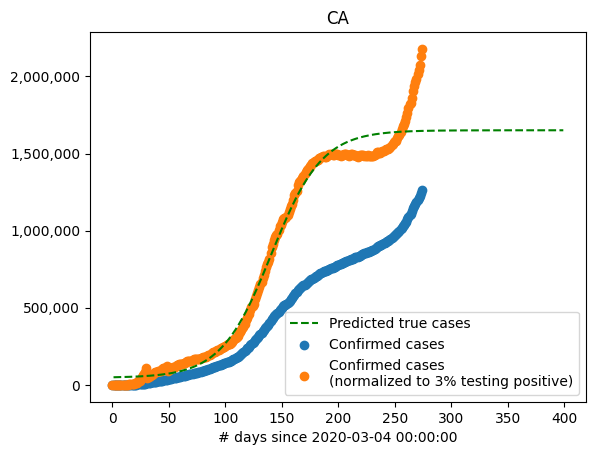 CA
2,000,000
1,500,000
1,000,000
500,000
0
Predicted true cases
Confirmed cases
Confirmed cases
(normalized to 3% testing positive)
0 50 100 150 200 250 300 350 400
# days since 2020-03-04 00:00:00